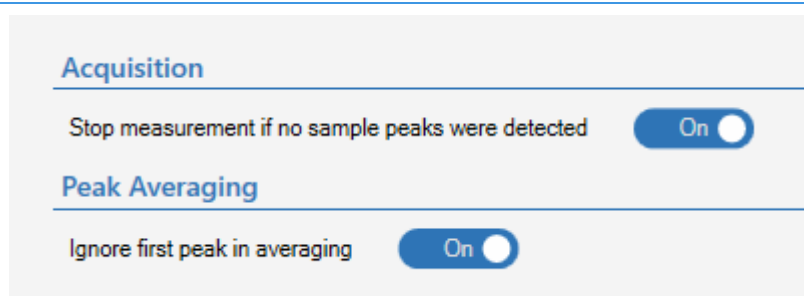 Acquisition
Stop measurement if no sample peaks were detected On
Peak Averaging
Ignore first peak in averaging On